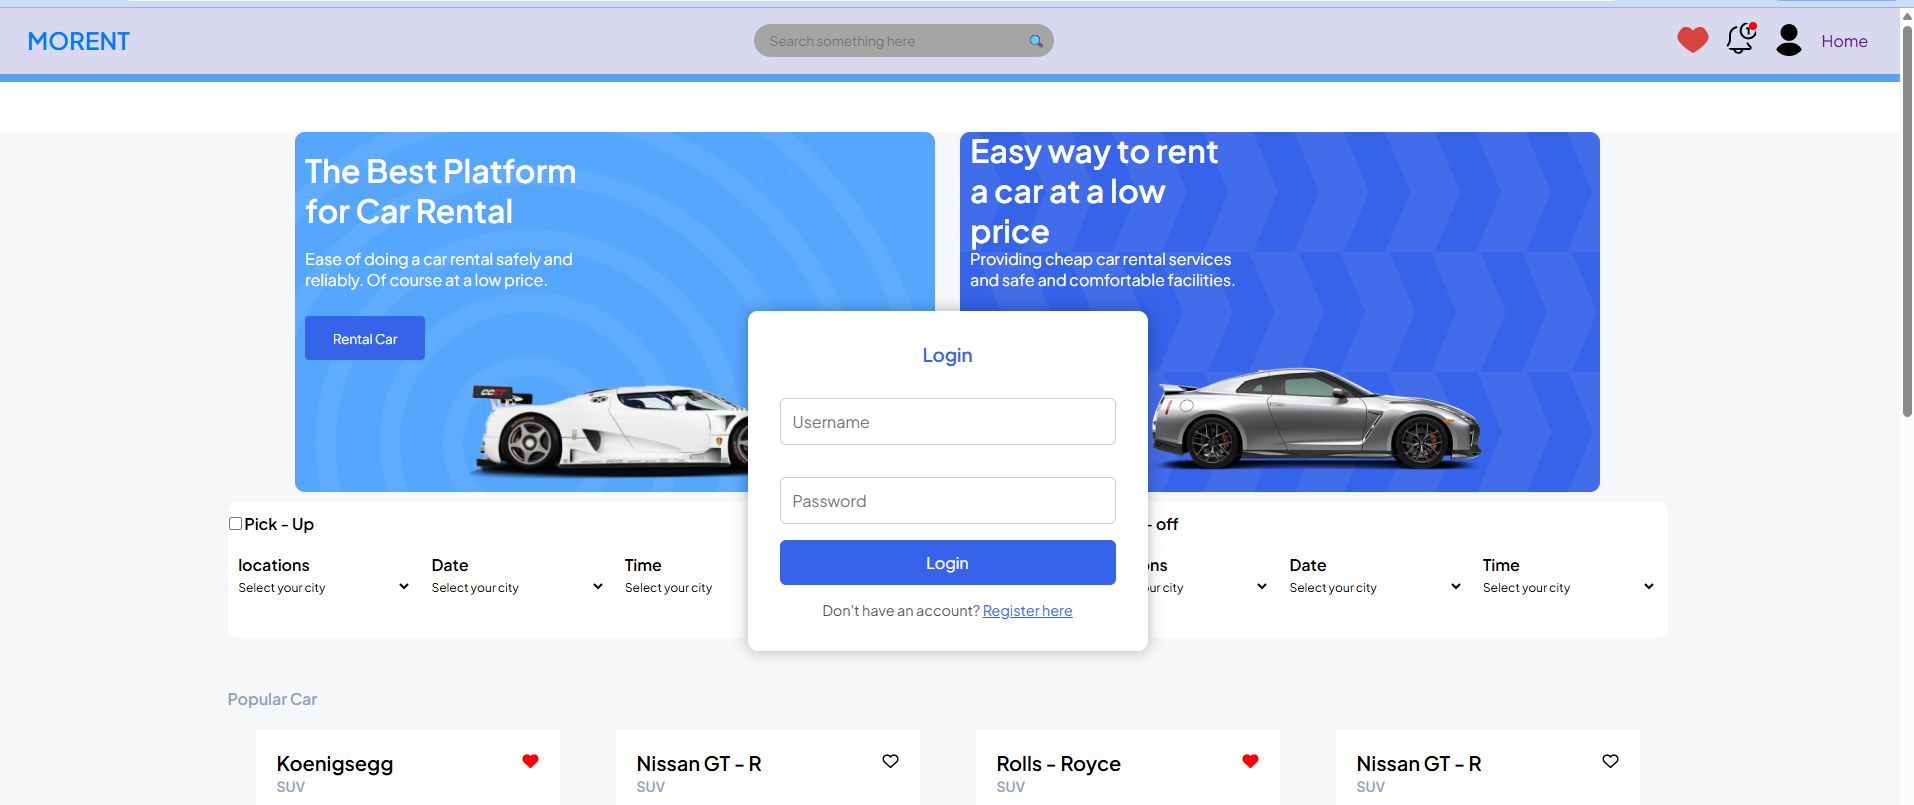 MORENT
Search something here
Home
The Best Platform
for Car Rental
Ease of doing a car rental safely and
reliably. Of course at a low price.
Rental Car
CCGT
Easy way to rent
a car at a low
price
Providing cheap car rental services
and safe and comfortable facilities.
Login
Username
Password
Login
Don't have an account? Register here
Pick - Up
locations
Select your city
Date
Select your city
Time
Select your city
- off
ons
ur city
Date
Select your city
Time
Select your city
Popular Car
Koenigsegg
SUV
Nissan GT - R
SUV
Rolls - Royce
SUV
Nissan GT - R
SUV